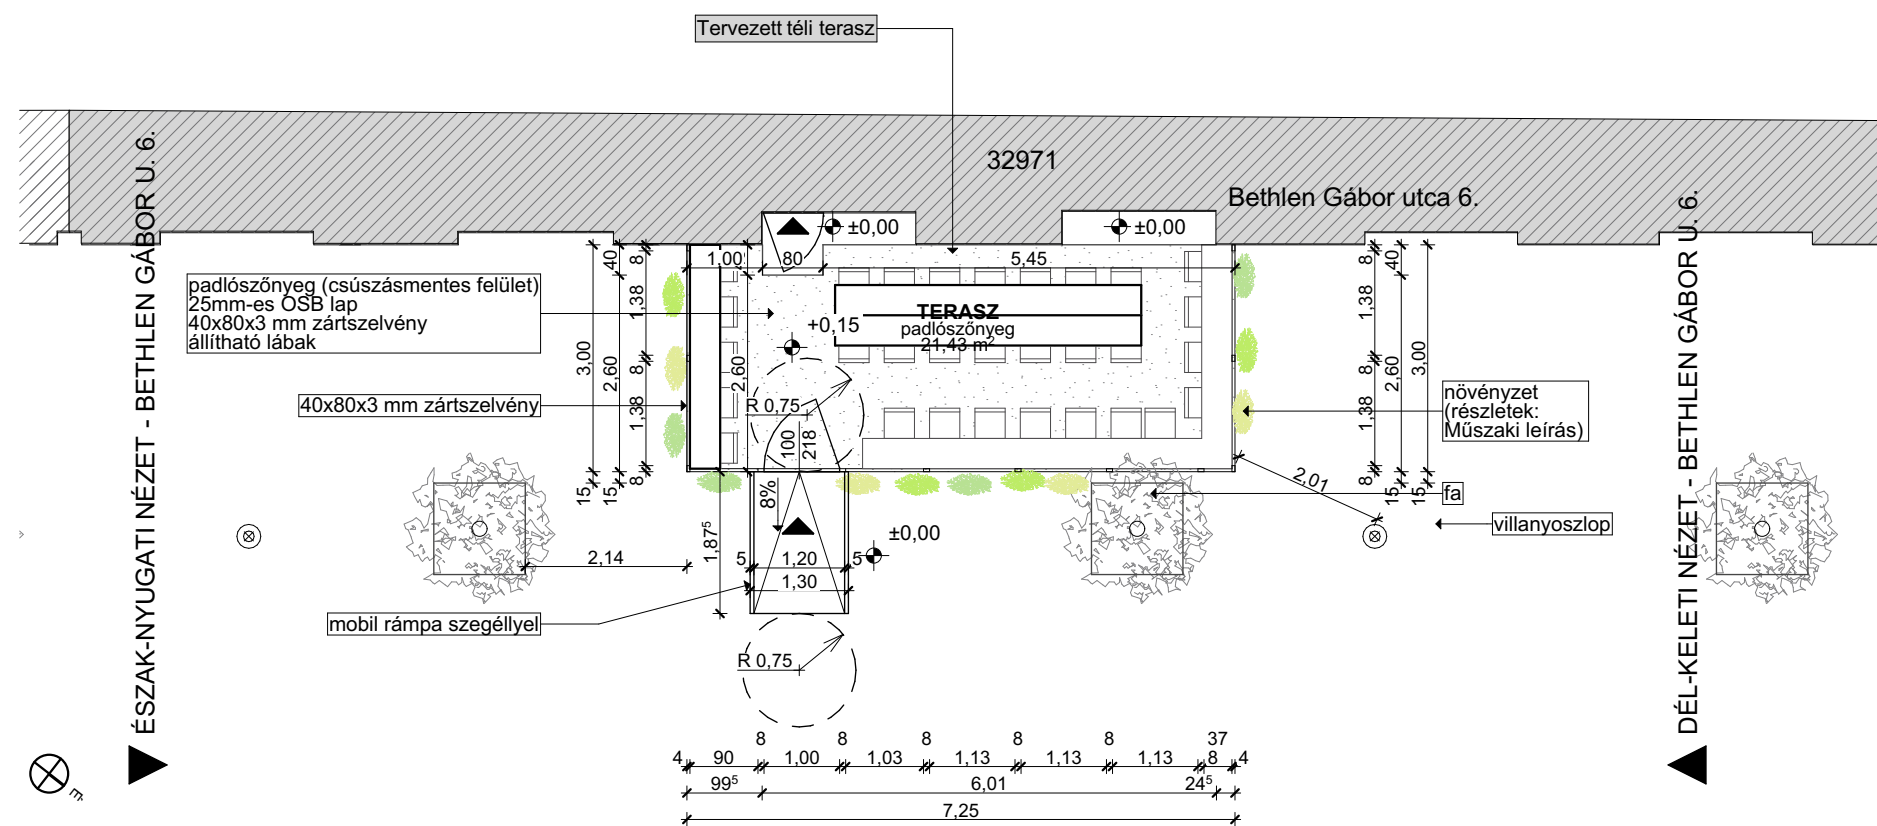 Tervezett téli terasz
32971
Bethlen Gábor utca 6.
±0,00
±0,00
1,00
80
5,45
padlószőnyeg (csúszásmentes felület)
25mm-es OSB lap
40x80x3 mm zártszelvény
állítható lábak
40x80x3 mm zártszelvény
TERASZ
padlószőnyeg
21,43 m²
+0,15
R 0,75
100
218
2,60
3,00
2,60
40
15
15
8
1,38
8
1,38
8
8
1,38
8
1,38
8
40
2,60
15
3,00
15
növényzet
(részletek:
Műszaki leírás)
fa
villanyoszlop
2,01
2,14
8%
1,87⁵
±0,00
5
1,20
5
1,30
mobil rámpa szegéllyel
R 0,75
ÉSZAK-NYUGATI NÉZET - BETHLEN GÁBOR U. 6.
DÉL-KELETI NÉZET - BETHLEN GÁBOR U. 6.
É
8
8
8
8
8
37
4
90
1,00
1,03
1,13
1,13
1,13
8
4
99⁵
6,01
24⁵
7,25